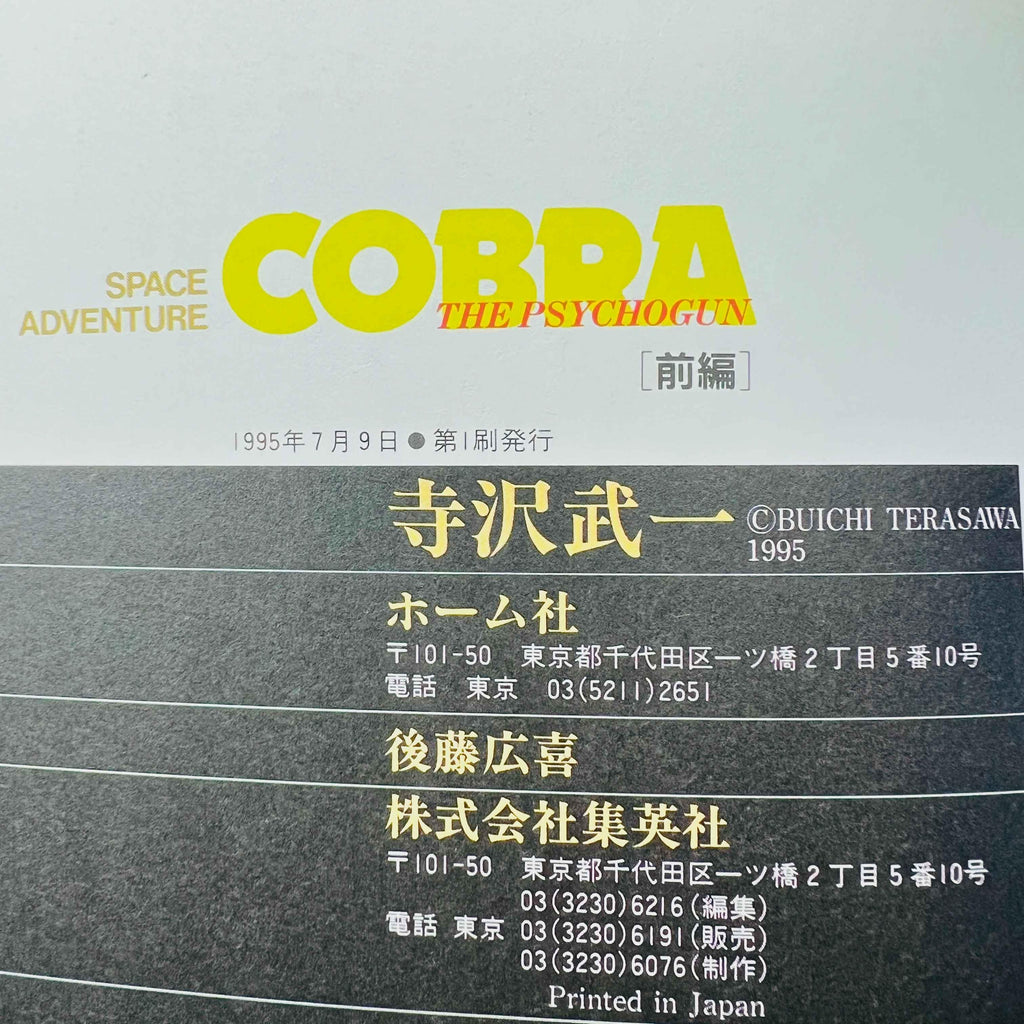 SPACE
ADVENTURE
COBRA
THE PSYCHOGUN
[前編]
1995年7月9日●第1刷発行
寺沢武一 ©BUICHI TERASAWA
1995
ホーム社
〒101-50 東京都千代田区一ツ橋2丁目5番10号
電話 東京 03(5211)2651
後藤広喜
株式会社集英社
〒101-50 東京都千代田区一ツ橋2丁目5番10号
03(3230)6216(編集)
電話 東京 03(3230)6191(販売)
03(3230)6076(制作)
Printed in Japan